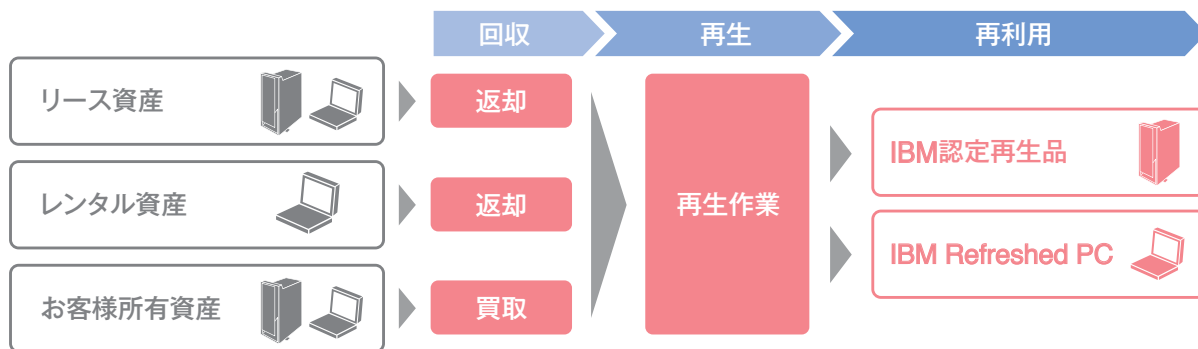 回収
再生
再利用
リース資産
返却
レンタル資産
返却
お客様所有資産
買取
再生作業
IBM認定再生品
IBM Refreshed PC